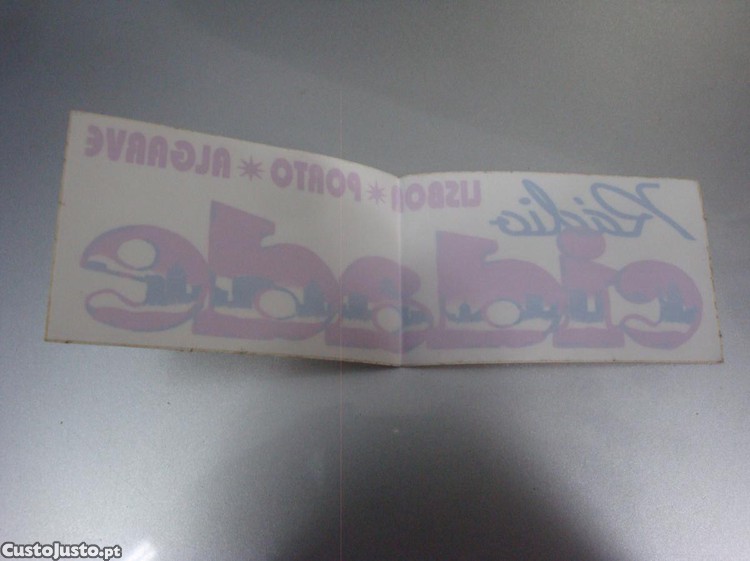 Rádio
LISBOA * PORTO * ALGARVE
cidade
CustoJusto.pt